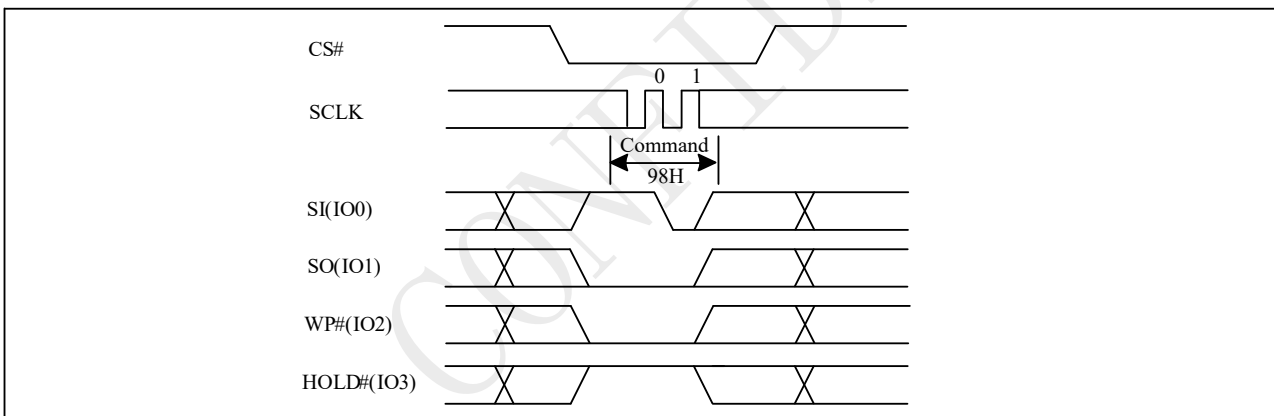 CS#
0 1
SCLK
Command
98H
SI(IO0)
SO(IO1)
WP#(IO2)
HOLD#(IO3)